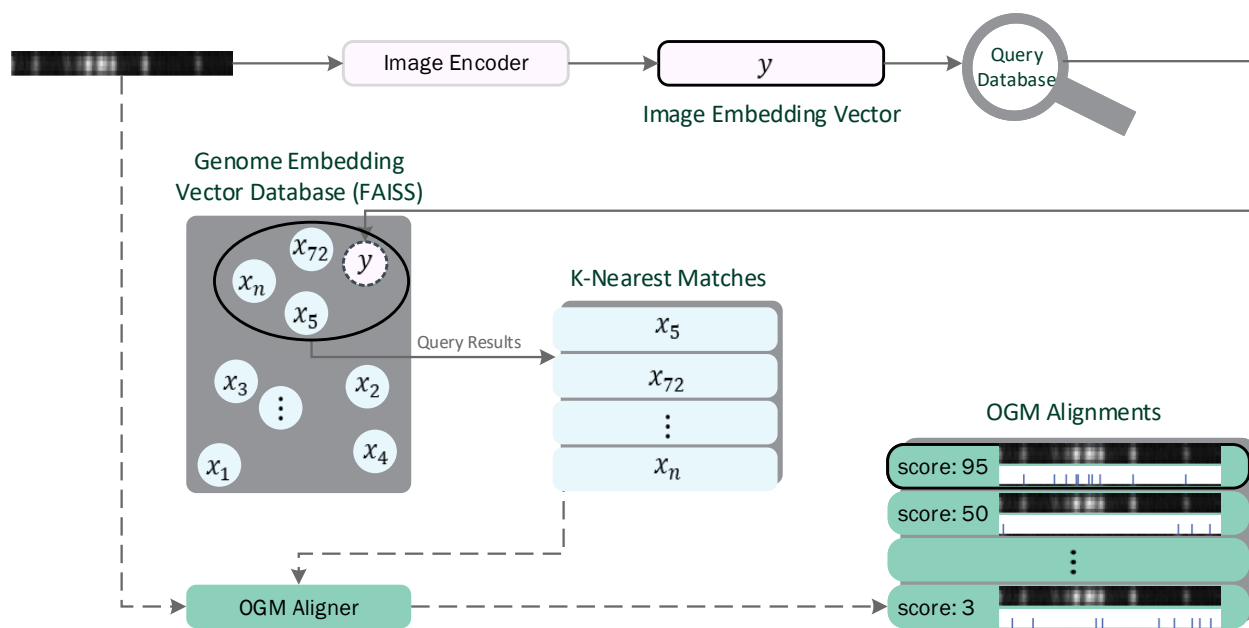 Image Encoder
y
Query
Database
Image Embedding Vector
Genome Embedding
Vector Database (FAISS)
x₇₂
y
xₙ
x₅
x₃
⋮
x₂
x₁
x₄
Query Results
K-Nearest Matches
x₅
x₇₂
⋮
xₙ
OGM Aligner
OGM Alignments
score: 95
score: 50
⋮
score: 3